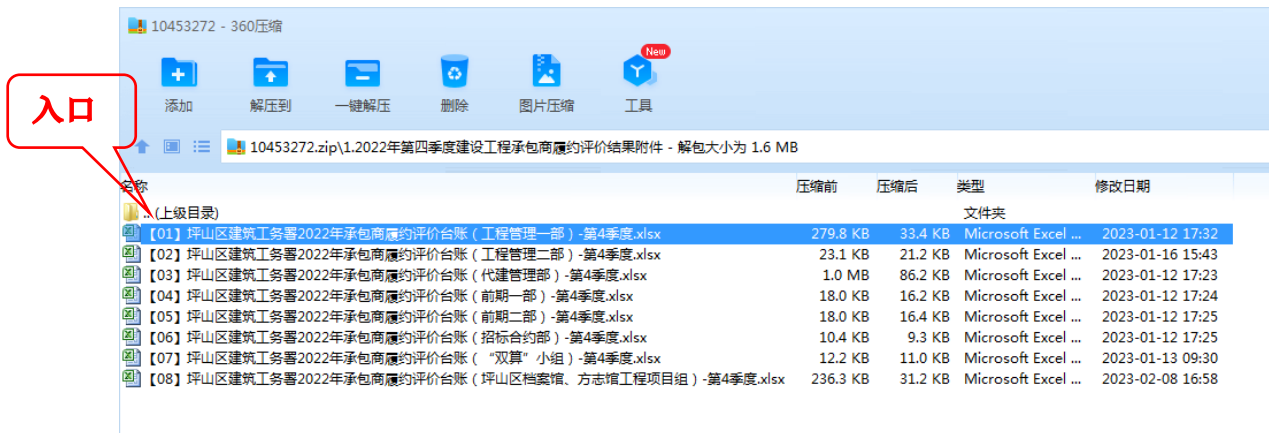 10453272 - 360压缩
New
添加 解压到 一键解压 删除 图片压缩 工具
入口
10453272.zip\1.2022年第四季度建设工程承包商履约评价结果附件 - 解包大小为 1.6 MB
名称 压缩前 压缩后 类型 修改日期
..(上级目录) 文件夹
【01】坪山区建筑工务署2022年承包商履约评价台账（工程管理一部）-第4季度.xlsx 279.8 KB 33.4 KB Microsoft Excel ... 2023-01-12 17:32
【02】坪山区建筑工务署2022年承包商履约评价台账（工程管理二部）-第4季度.xlsx 23.1 KB 21.2 KB Microsoft Excel ... 2023-01-16 15:43
【03】坪山区建筑工务署2022年承包商履约评价台账（代建管理部）-第4季度.xlsx 1.0 MB 86.2 KB Microsoft Excel ... 2023-01-12 17:23
【04】坪山区建筑工务署2022年承包商履约评价台账（前期一部）-第4季度.xlsx 18.0 KB 16.2 KB Microsoft Excel ... 2023-01-12 17:24
【05】坪山区建筑工务署2022年承包商履约评价台账（前期二部）-第4季度.xlsx 18.0 KB 16.4 KB Microsoft Excel ... 2023-01-12 17:25
【06】坪山区建筑工务署2022年承包商履约评价台账（招标合约部）-第4季度.xlsx 10.4 KB 9.3 KB Microsoft Excel ... 2023-01-12 17:25
【07】坪山区建筑工务署2022年承包商履约评价台账（“双算”小组）-第4季度.xlsx 12.2 KB 11.0 KB Microsoft Excel ... 2023-01-13 09:30
【08】坪山区建筑工务署2022年承包商履约评价台账（坪山区档案馆、方志馆工程项目组）-第4季度.xlsx 236.3 KB 31.2 KB Microsoft Excel ... 2023-02-08 16:58